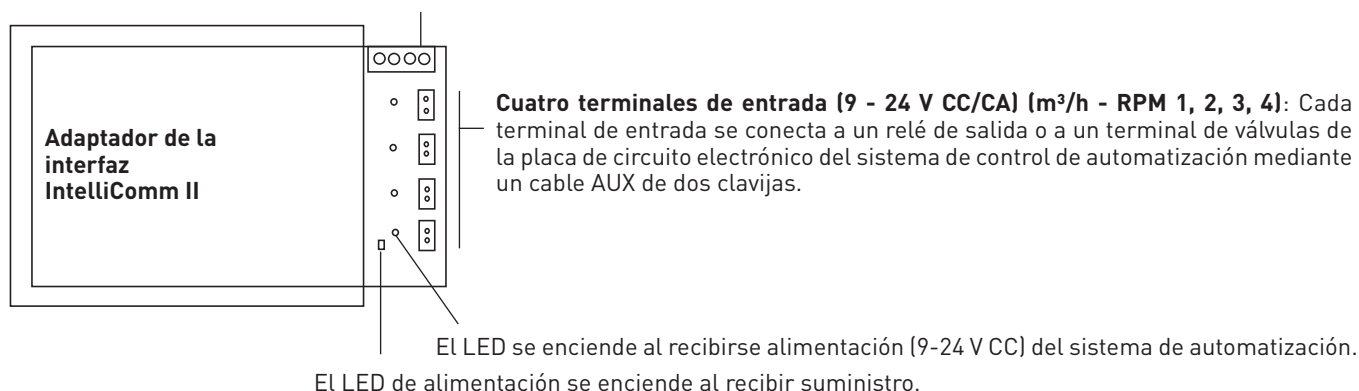 Adaptador de la
interfaz
IntelliComm II
Cuatro terminales de entrada (9 - 24 V CC/CA) (m³/h - RPM 1, 2, 3, 4): Cada
terminal de entrada se conecta a un relé de salida o a un terminal de válvulas de
la placa de circuito electrónico del sistema de control de automatización mediante
un cable AUX de dos clavijas.
El LED se enciende al recibirse alimentación (9-24 V CC) del sistema de automatización.
El LED de alimentación se enciende al recibir suministro.